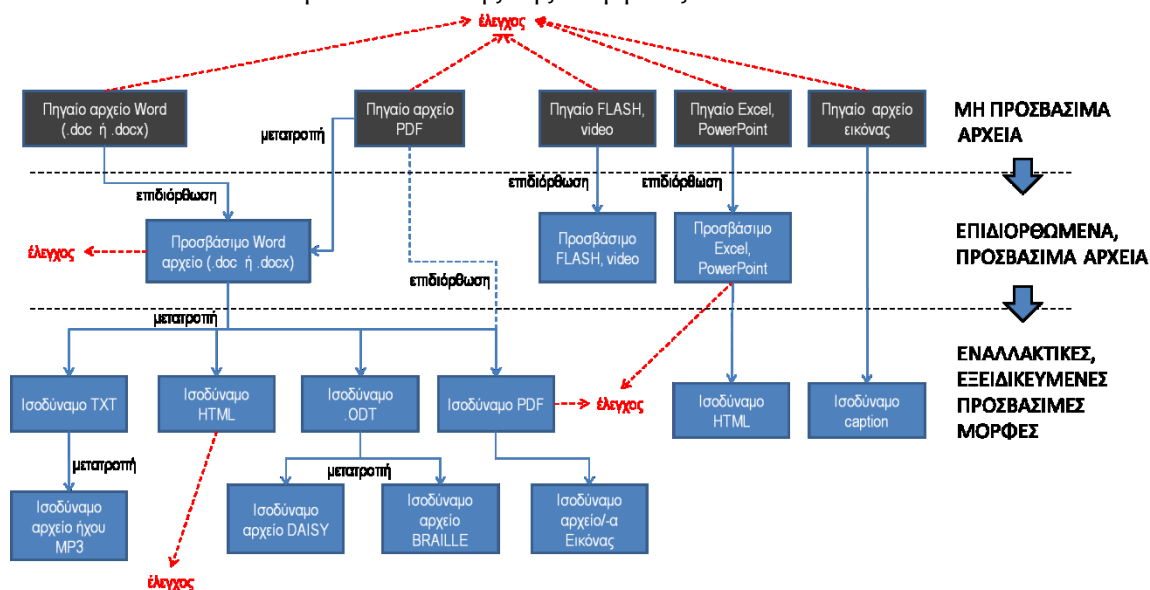 έλεγχος
Πηγαίο αρχείο Word
(.doc ή .docx)
Πηγαίο αρχείο
PDF
Πηγαίο FLASH,
video
Πηγαίο Excel,
PowerPoint
Πηγαίο αρχείο
εικόνας
ΜΗ ΠΡΟΣΒΑΣΙΜΑ
ΑΡΧΕΙΑ
μετατροπή
επιδιόρθωση
επιδιόρθωση
επιδιόρθωση
έλεγχος
Προσβάσιμο Word
αρχείο (.doc ή .docx)
Προσβάσιμο
FLASH, video
Προσβάσιμο
Excel,
PowerPoint
ΕΠΙΔΙΟΡΘΩΜΕΝΑ,
ΠΡΟΣΒΑΣΙΜΑ ΑΡΧΕΙΑ
επιδιόρθωση
μετατροπή
Ισοδύναμο TXT
Ισοδύναμο
HTML
Ισοδύναμο
.ODT
Ισοδύναμο PDF
έλεγχος
Ισοδύναμο
HTML
Ισοδύναμο
caption
ΕΝΑΛΛΑΚΤΙΚΕΣ,
ΕΞΕΙΔΙΚΕΥΜΕΝΕΣ
ΠΡΟΣΒΑΣΙΜΕΣ
ΜΟΡΦΕΣ
μετατροπή
μετατροπή
Ισοδύναμο
αρχείο ήχου
MP3
Ισοδύναμο
αρχείο DAISY
Ισοδύναμο
αρχείο
BRAILLE
Ισοδύναμο
αρχείο/-α
Εικόνας
έλεγχος